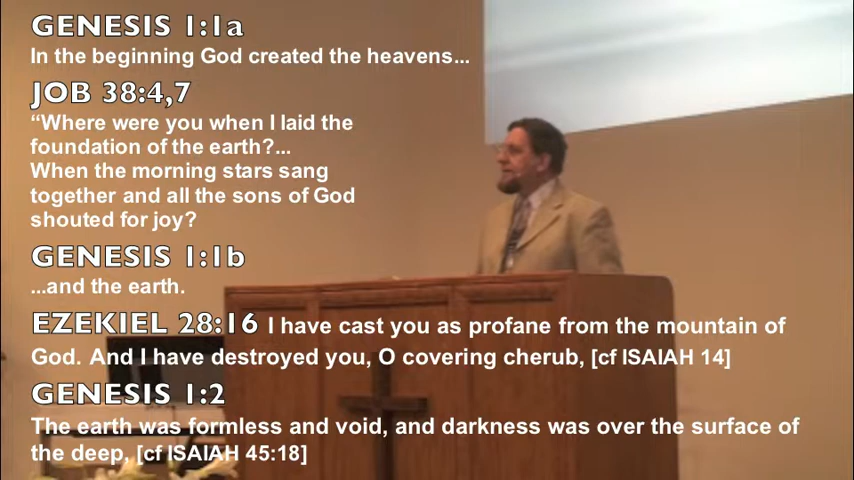 GENESIS 1:1a
In the beginning God created the heavens...
JOB 38:4,7
“Where were you when I laid the
foundation of the earth?...
When the morning stars sang
together and all the sons of God
shouted for joy?
GENESIS 1:1b
...and the earth.
EZEKIEL 28:16 I have cast you as profane from the mountain of
God. And I have destroyed you, O covering cherub, [cf ISAIAH 14]
GENESIS 1:2
The earth was formless and void, and darkness was over the surface of
the deep, [cf ISAIAH 45:18]